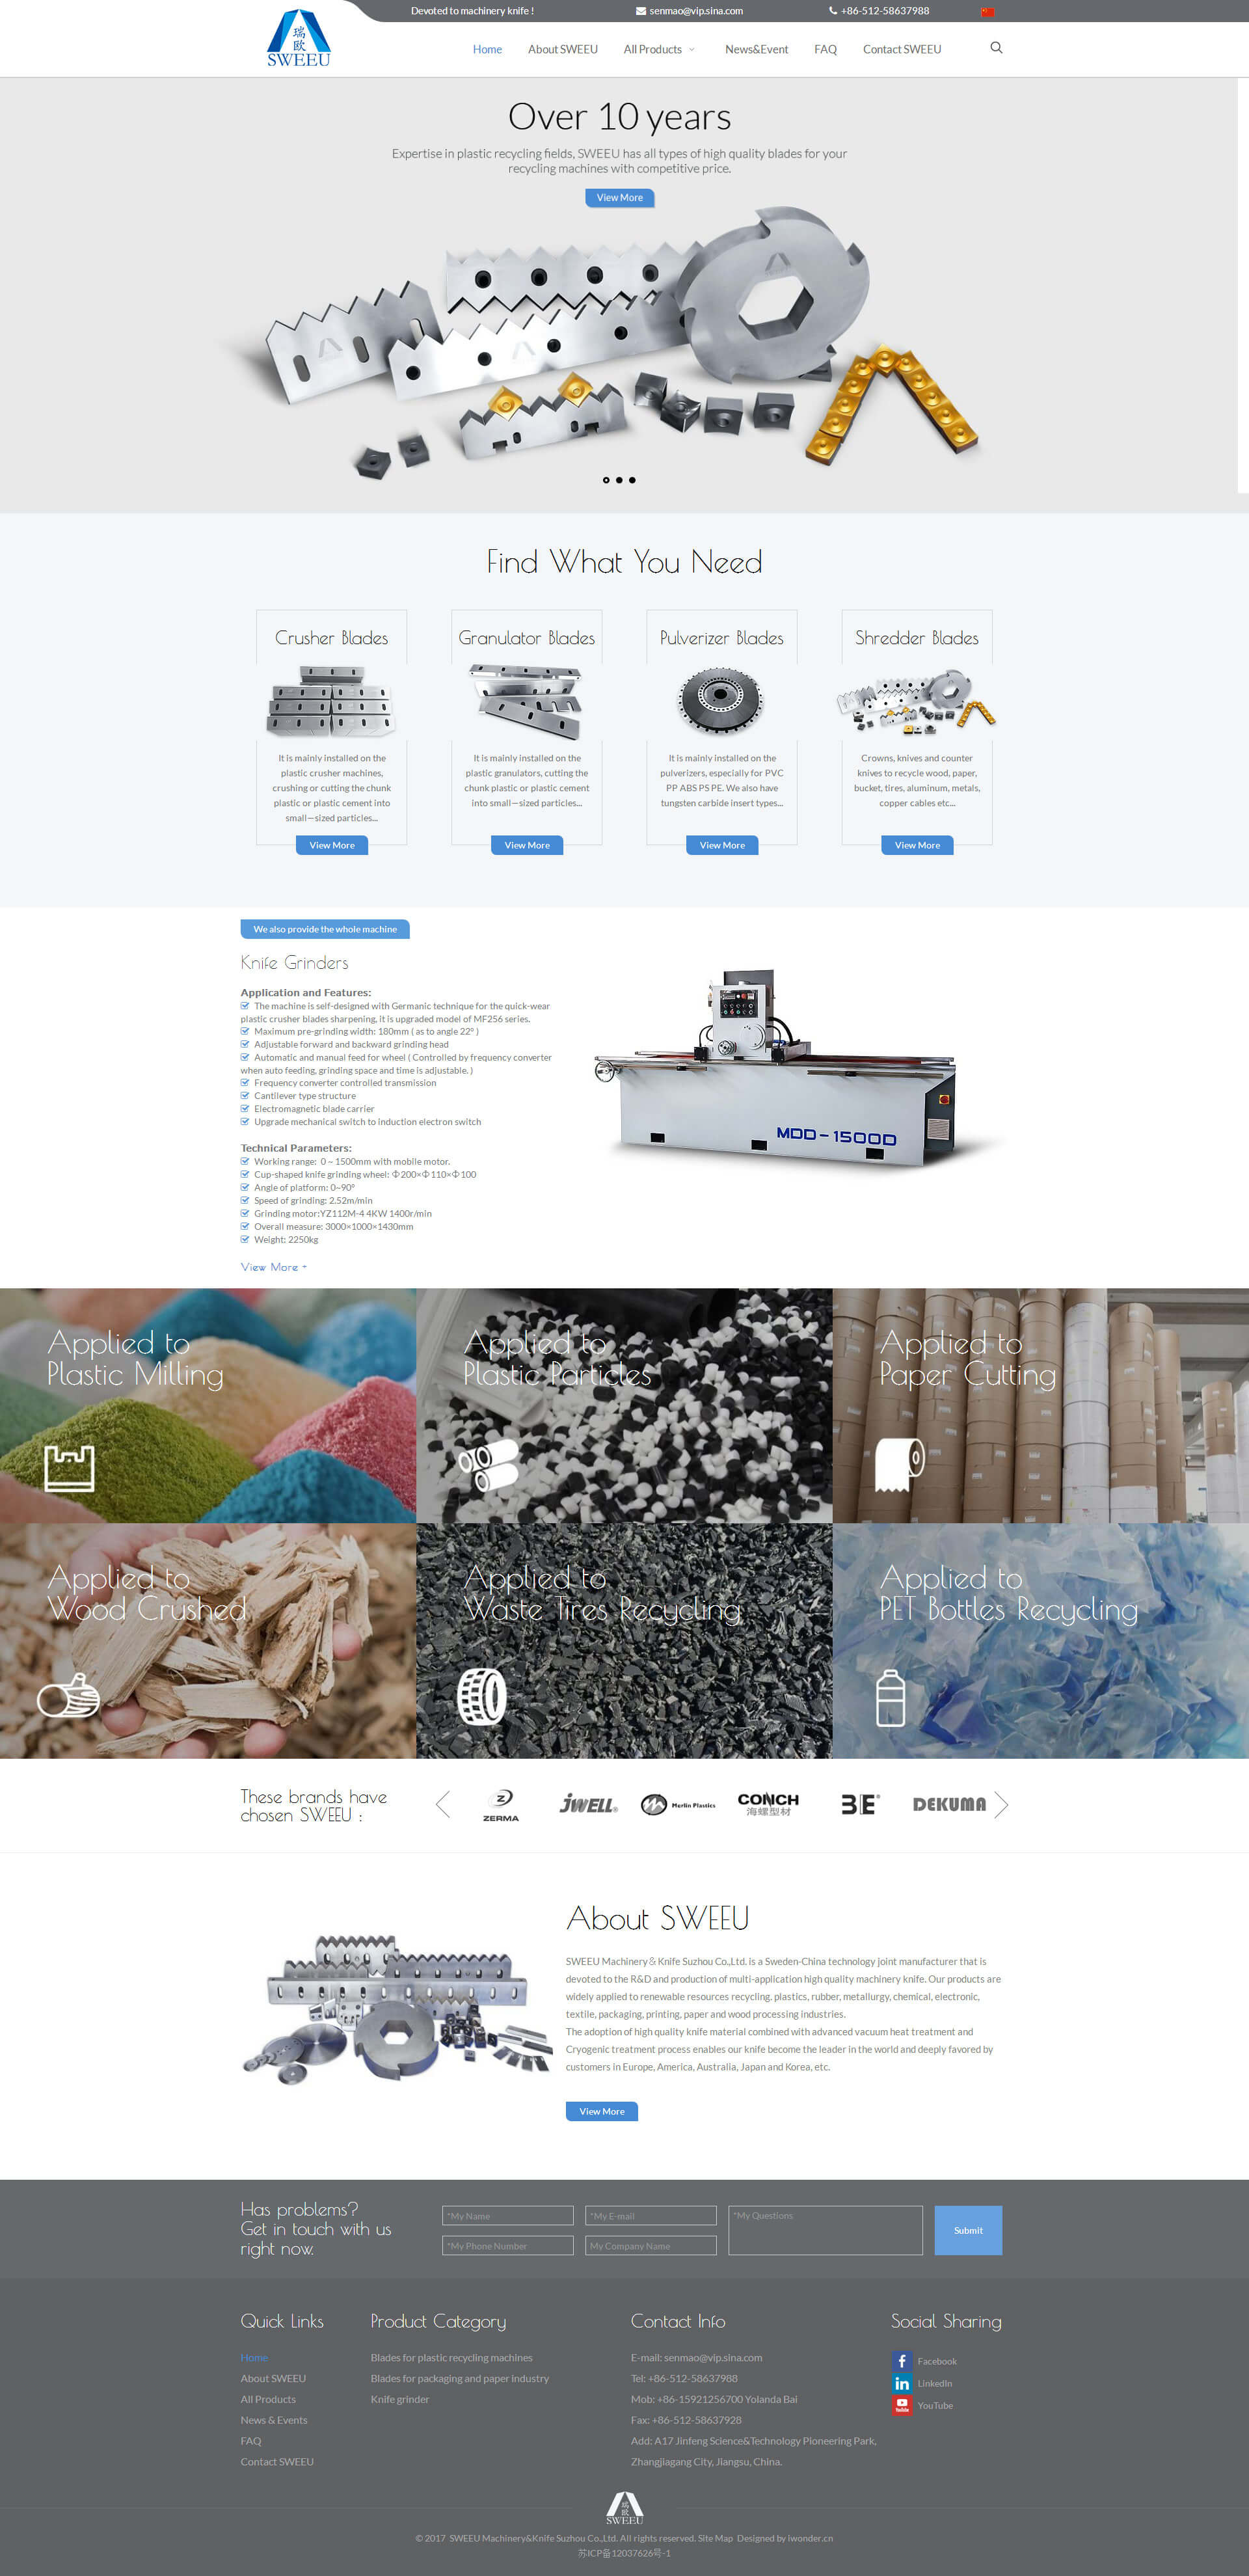 Devoted to machinery knife !
senmao@vip.sina.com
+86-512-58637988
瑞欧
SWEEU
Home
About SWEEU
All Products
News&Event
FAQ
Contact SWEEU
Over 10 years
Expertise in plastic recycling fields, SWEEU has all types of high quality blades for your
recycling machines with competitive price.
View More
Find What You Need
Crusher Blades
It is mainly installed on the
plastic crusher machines,
crushing or cutting the chunk
plastic or plastic cement into
small—sized particles...
View More
Granulator Blades
It is mainly installed on the
plastic granulators, cutting the
chunk plastic or plastic cement
into small—sized particles...
View More
Pulverizer Blades
It is mainly installed on the
pulverizers, especially for PVC
PP ABS PS PE. We also have
tungsten carbide insert types...
View More
Shredder Blades
Crowns, knives and counter
knives to recycle wood, paper,
bucket, tires, aluminum, metals,
copper cables etc...
View More
We also provide the whole machine
Knife Grinders
Application and Features:
The machine is self-designed with Germanic technique for the quick-wear
plastic crusher blades sharpening, it is upgraded model of MF256 series.
Maximum pre-grinding width: 180mm ( as to angle 22° )
Adjustable forward and backward grinding head
Automatic and manual feed for wheel ( Controlled by frequency converter
when auto feeding, grinding space and time is adjustable. )
Frequency converter controlled transmission
Cantilever type structure
Electromagnetic blade carrier
Upgrade mechanical switch to induction electron switch
Technical Parameters:
Working range: 0 ~ 1500mm with mobile motor.
Cup-shaped knife grinding wheel: Φ200×Φ110×Φ100
Angle of platform: 0~90°
Speed of grinding: 2.52m/min
Grinding motor:YZ112M-4 4KW 1400r/min
Overall measure: 3000×1000×1430mm
Weight: 2250kg
View More +
MDD-1500D
Applied to
Plastic Milling
Applied to
Plastic Particles
Applied to
Paper Cutting
Applied to
Wood Crushed
Applied to
Waste Tires Recycling
Applied to
PET Bottles Recycling
These brands have
chosen SWEEU :
ZERMA
JWELL®
Merlin Plastics
CONCH
海螺型材
BE®
DEKUMA
About SWEEU
SWEEU Machinery＆Knife Suzhou Co.,Ltd. is a Sweden-China technology joint manufacturer that is
devoted to the R&D and production of multi-application high quality machinery knife. Our products are
widely applied to renewable resources recycling, plastics, rubber, metallurgy, chemical, electronic,
textile, packaging, printing, paper and wood processing industries.
The adoption of high quality knife material combined with advanced vacuum heat treatment and
Cryogenic treatment process enables our knife become the leader in the world and deeply favored by
customers in Europe, America, Australia, Japan and Korea, etc.
View More
Has problems?
Get in touch with us
right now.
*My Name
*My E-mail
*My Questions
*My Phone Number
My Company Name
Submit
Quick Links
Home
About SWEEU
All Products
News & Events
FAQ
Contact SWEEU
Product Category
Blades for plastic recycling machines
Blades for packaging and paper industry
Knife grinder
Contact Info
E-mail: senmao@vip.sina.com
Tel: +86-512-58637988
Mob: +86-15921256700 Yolanda Bai
Fax: +86-512-58637928
Add: A17 Jinfeng Science&Technology Pioneering Park,
Zhangjiagang City, Jiangsu, China.
Social Sharing
Facebook
LinkedIn
YouTube
瑞欧
SWEEU
© 2017 SWEEU Machinery&Knife Suzhou Co.,Ltd. All rights reserved. Site Map Designed by iwonder.cn
苏ICP备12037626号-1